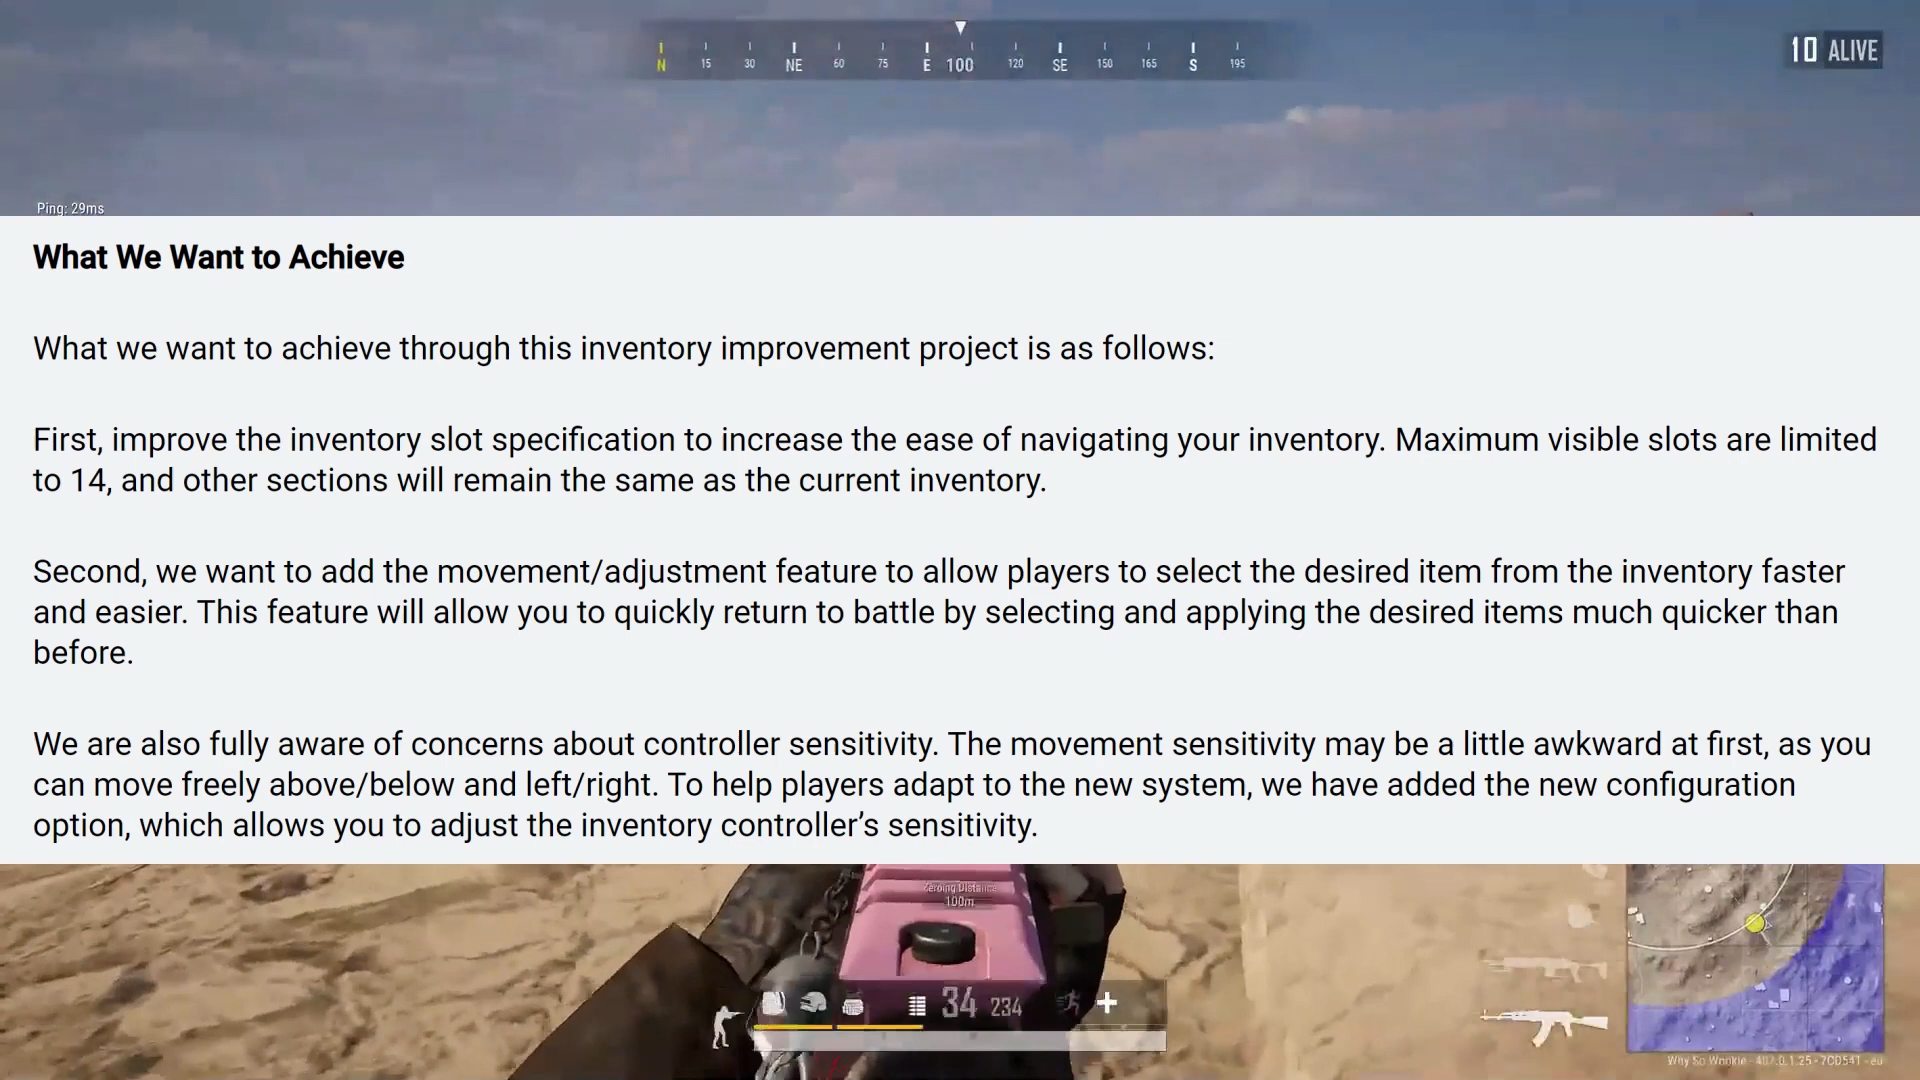 N 15 30 NE 60 75 E 100 120 SE 150 165 S 195
10 ALIVE
Ping: 29ms
What We Want to Achieve
What we want to achieve through this inventory improvement project is as follows:
First, improve the inventory slot specification to increase the ease of navigating your inventory. Maximum visible slots are limited
to 14, and other sections will remain the same as the current inventory.
Second, we want to add the movement/adjustment feature to allow players to select the desired item from the inventory faster
and easier. This feature will allow you to quickly return to battle by selecting and applying the desired items much quicker than
before.
We are also fully aware of concerns about controller sensitivity. The movement sensitivity may be a little awkward at first, as you
can move freely above/below and left/right. To help players adapt to the new system, we have added the new configuration
option, which allows you to adjust the inventory controller’s sensitivity.
Zeroing Distance
100m
34 234
Why So Wookie